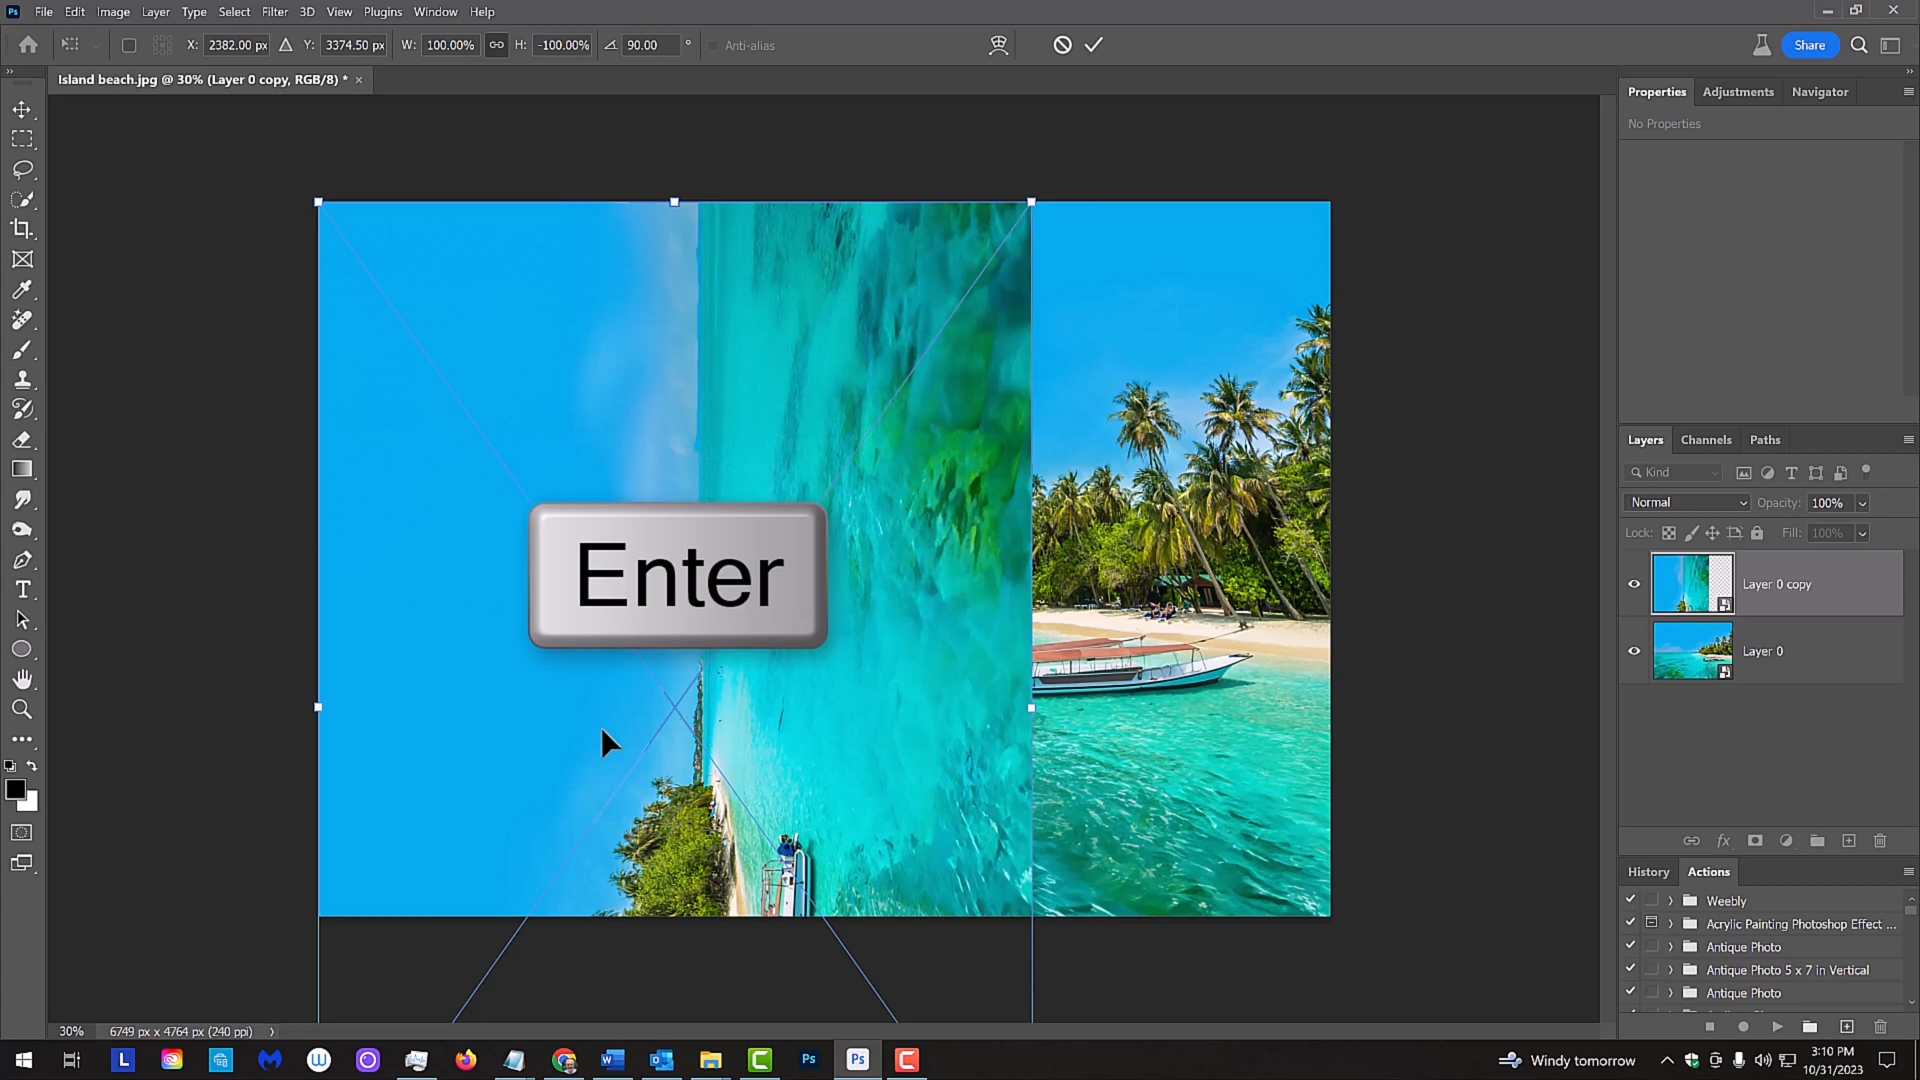 Ps File Edit Image Layer Type Select Filter 3D View Plugins Window Help
X: 2382.00 px Y: 3374.50 px W: 100.00% H: -100.00% 90.00 ° Anti-alias Share
Island beach.jpg @ 30% (Layer 0 copy, RGB/8) * ×
Properties Adjustments Navigator
No Properties
Enter
Layers Channels Paths
Kind
Normal Opacity: 100%
Lock: Fill: 100%
Layer 0 copy
Layer 0
fx
History Actions
Weebly
Acrylic Painting Photoshop Effect ...
Antique Photo
Antique Photo 5 x 7 in Vertical
Antique Photo
30% 6749 px x 4764 px (240 ppi)
Windy tomorrow
3:10 PM
10/31/2023